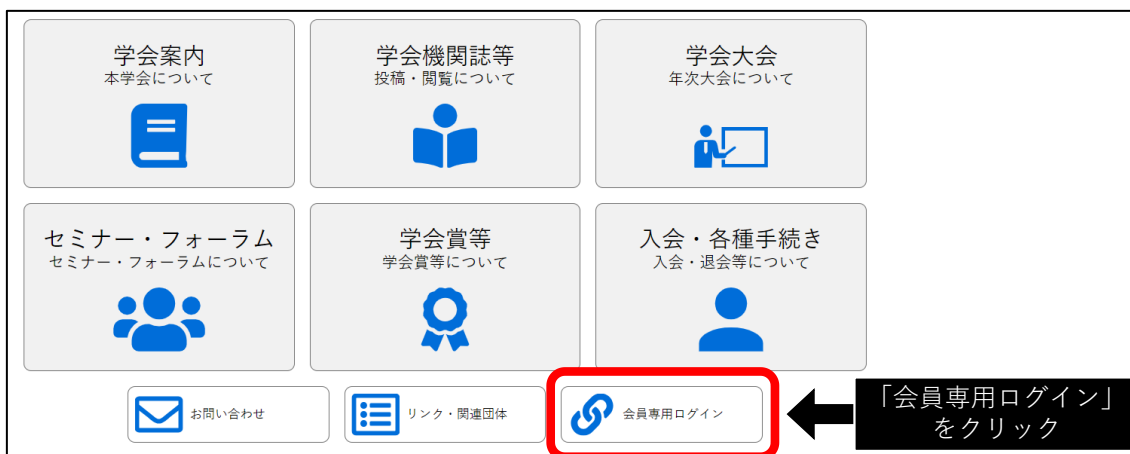 学会案内
本学会について
学会機関誌等
投稿・閲覧について
学会大会
年次大会について
セミナー・フォーラム
セミナー・フォーラムについて
学会賞等
学会賞等について
入会・各種手続き
入会・退会等について
お問い合わせ
リンク・関連団体
会員専用ログイン
「会員専用ログイン」
をクリック